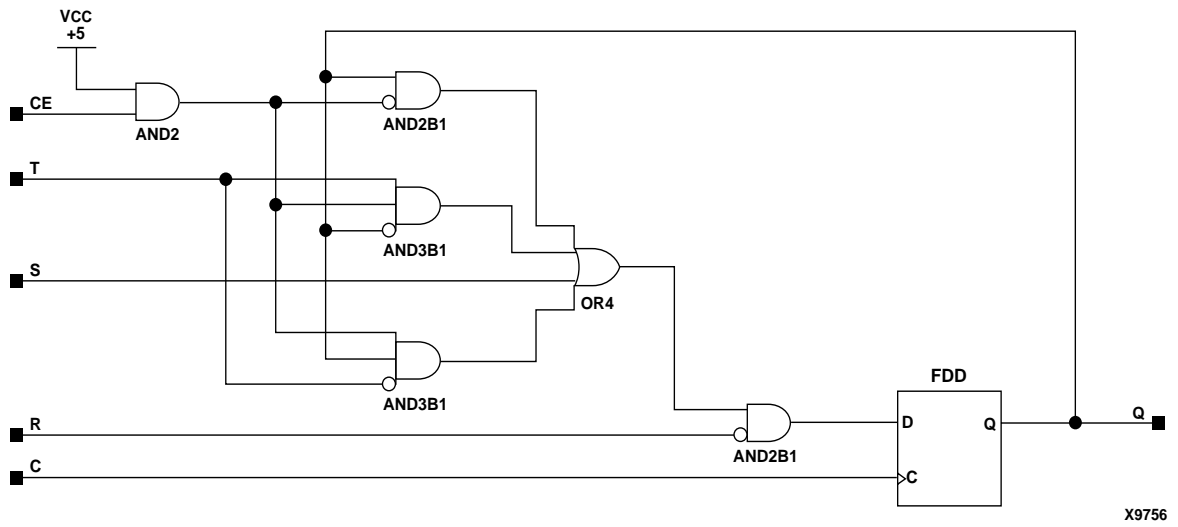 VCC
+5
CE
AND2
AND2B1
T
AND3B1
S
OR4
AND3B1
FDD
R
AND2B1
D
Q
Q
C
C
X9756